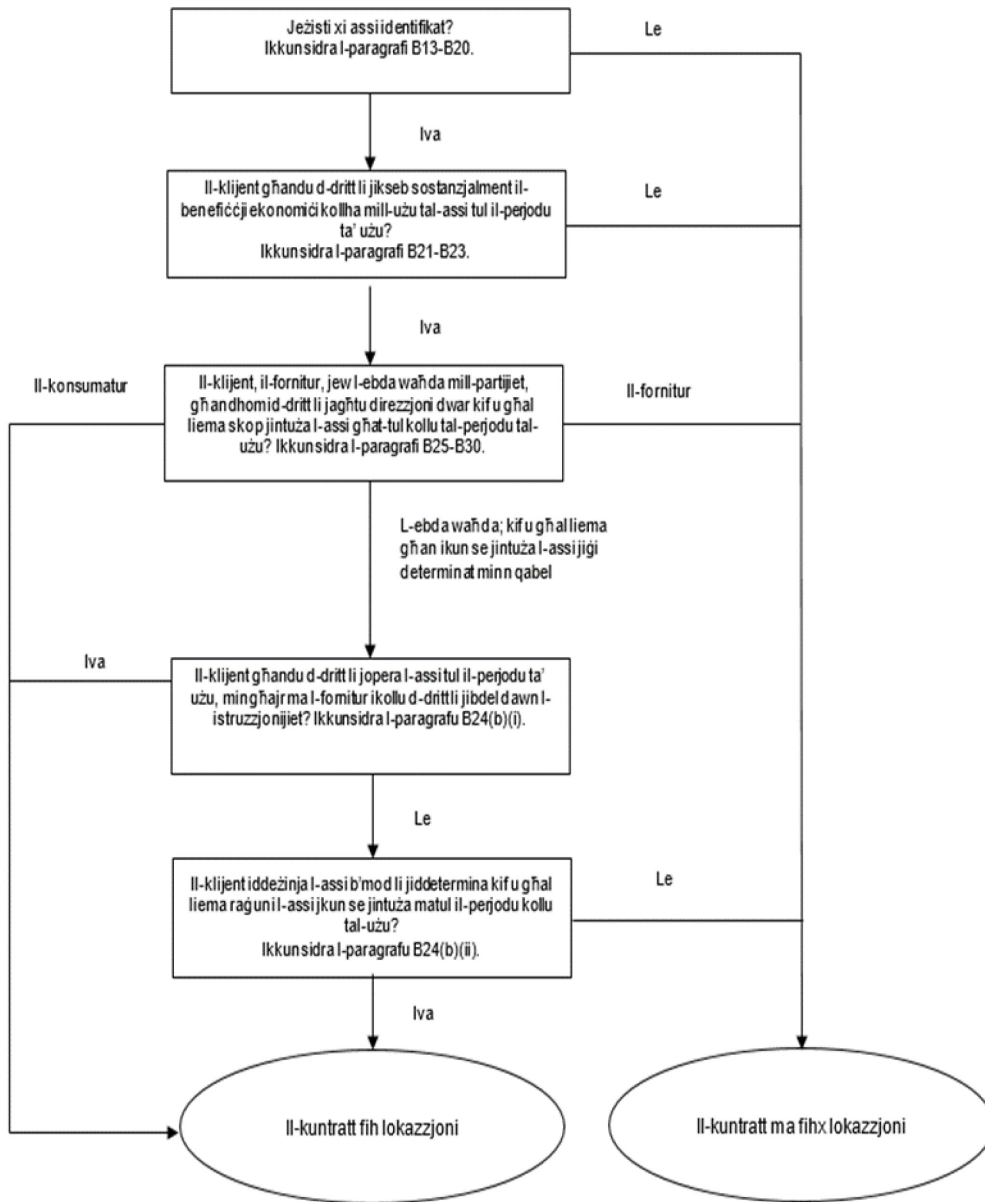 Jeżisti xi assi identifikat?
Ikkunsidra l-paragrafi B13-B20.
Le
Iva
Il-klijent għandu d-dritt li jikseb sostanzjalment il-
benefiċċji ekonomiċi kollha mill-użu tal-assi tul il-perjodu
ta’ użu?
Ikkunsidra l-paragrafi B21-B23.
Le
Iva
Il-konsumatur
Il-klijent, il-fornitur, jew l-ebda waħda mill-partijiet,
għandhom id-dritt li jagħtu direzzjoni dwar kif u għal
liema skop jintuża l-assi għat-tul kollu tal-perjodu tal-
użu? Ikkunsidra l-paragrafi B25-B30.
Il-fornitur
L-ebda waħda; kif u għal liema
għan ikun se jintuża l-assi jiġi
determinat minn qabel
Iva
Il-klijent għandu d-dritt li jopera l-assi tul il-perjodu ta’
użu, mingħajr ma l-fornitur ikollu d-dritt li jibdel dawn l-
istruzzjonijiet? Ikkunsidra l-paragrafu B24(b)(i).
Le
Il-klijent iddeżinja l-assi b’mod li jiddetermina kif u għal
liema raġuni l-assi jkun se jintuża matul il-perjodu kollu
tal-użu?
Ikkunsidra l-paragrafu B24(b)(ii).
Le
Iva
Il-kuntratt fih lokazzjoni
Il-kuntratt ma fihx lokazzjoni